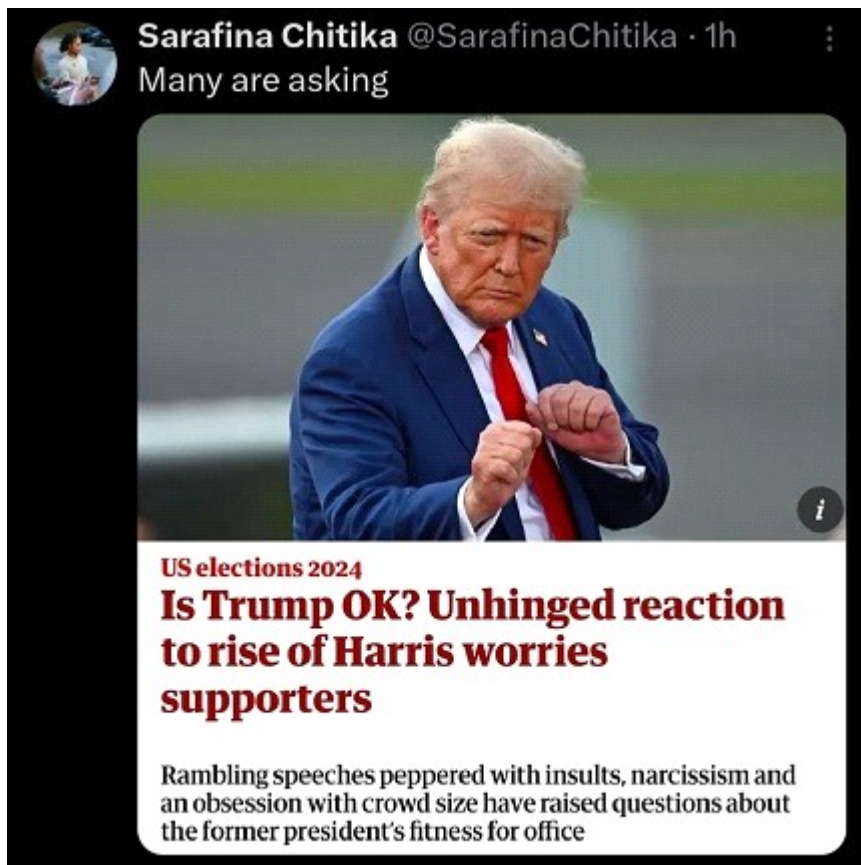 Sarafina Chitika @SarafinaChitika · 1h
Many are asking
i
US elections 2024
Is Trump OK? Unhinged reaction
to rise of Harris worries
supporters
Rambling speeches peppered with insults, narcissism and
an obsession with crowd size have raised questions about
the former president's fitness for office